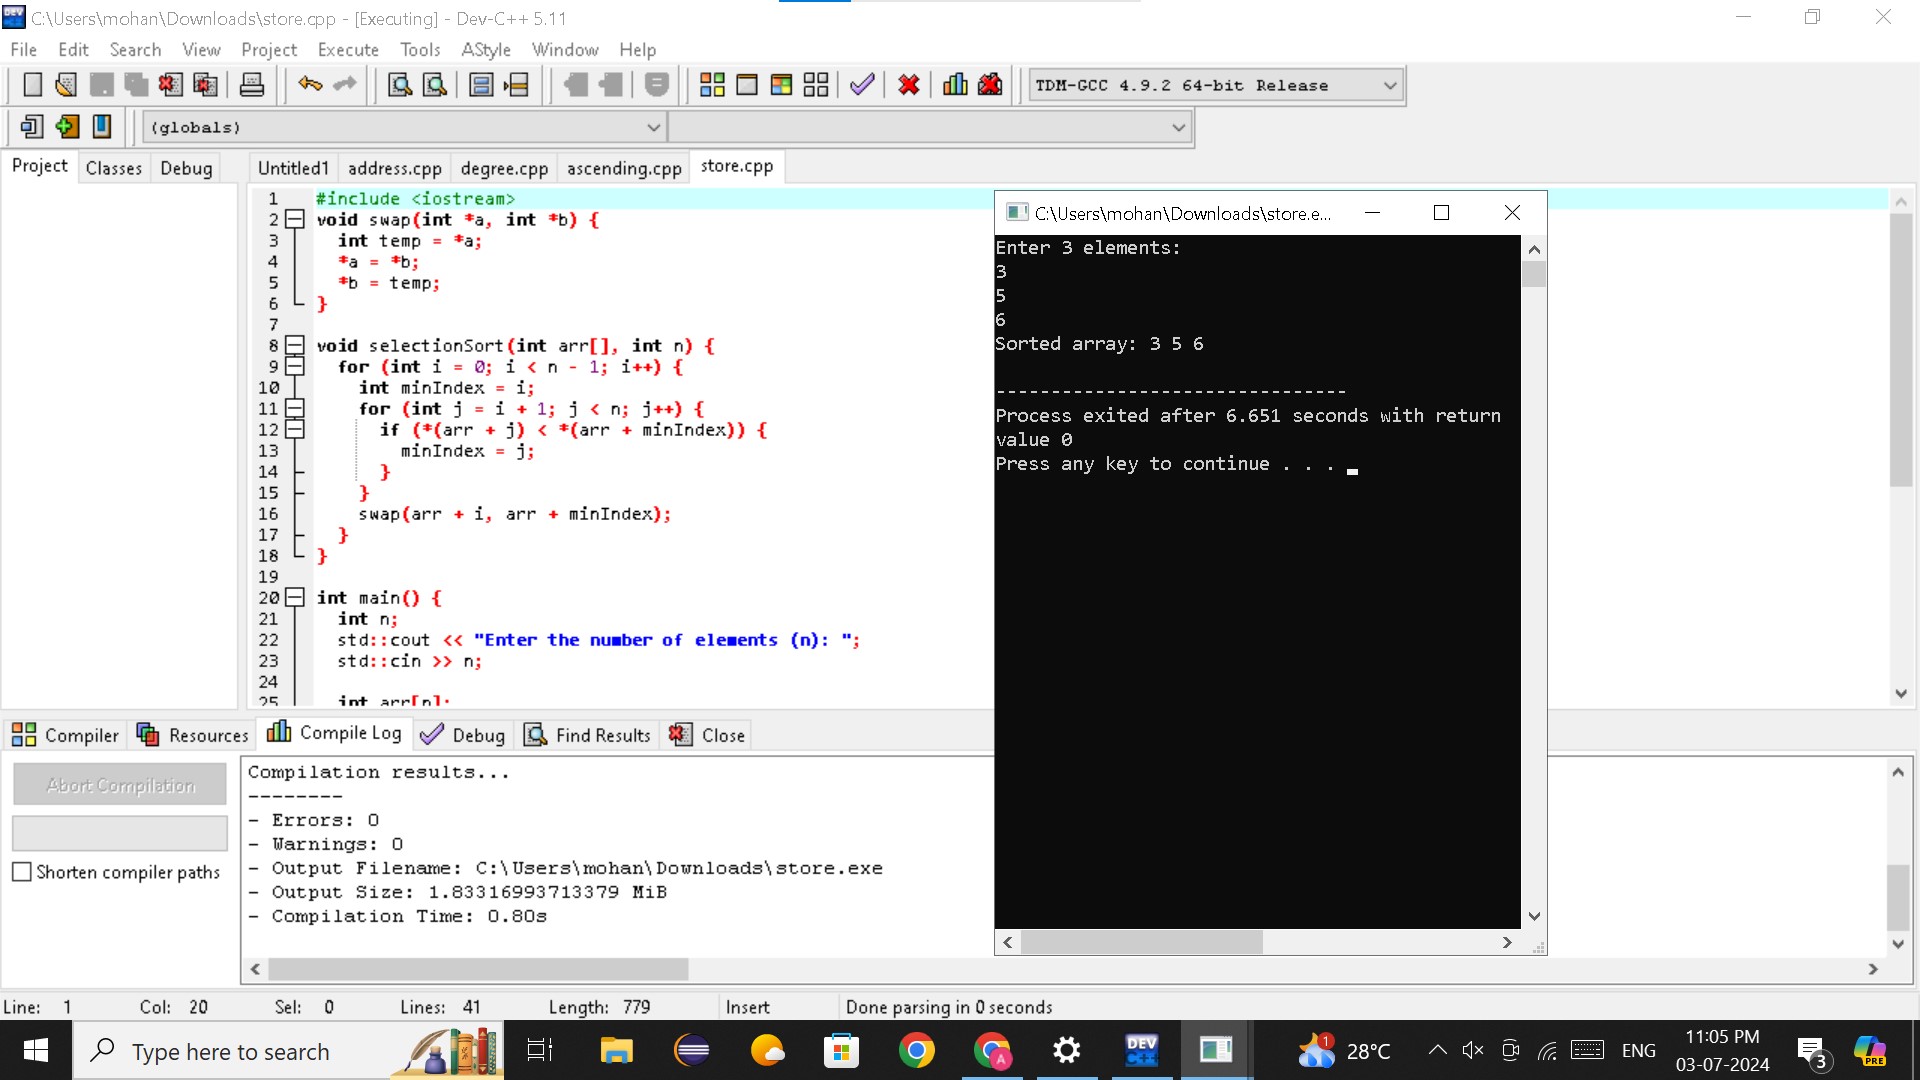 C:\Users\mohan\Downloads\store.cpp - [Executing] - Dev-C++ 5.11
File Edit Search View Project Execute Tools AStyle Window Help
TDM-GCC 4.9.2 64-bit Release
(globals)
Project Classes Debug
Untitled1 address.cpp degree.cpp ascending.cpp store.cpp
1 #include <iostream>
2 void swap(int *a, int *b) {
3 int temp = *a;
4 *a = *b;
5 *b = temp;
6 }
7
8 void selectionSort(int arr[], int n) {
9 for (int i = 0; i < n - 1; i++) {
10 int minIndex = i;
11 for (int j = i + 1; j < n; j++) {
12 if (*(arr + j) < *(arr + minIndex)) {
13 minIndex = j;
14 }
15 }
16 swap(arr + i, arr + minIndex);
17 }
18 }
19
20 int main() {
21 int n;
22 std::cout << "Enter the number of elements (n): ";
23 std::cin >> n;
24
25 int arr[n];
C:\Users\mohan\Downloads\store.e...
Enter 3 elements:
3
5
6
Sorted array: 3 5 6
--------------------------------
Process exited after 6.651 seconds with return
value 0
Press any key to continue . . .
Compiler Resources Compile Log Debug Find Results Close
Abort Compilation
Shorten compiler paths
Compilation results...
--------
- Errors: 0
- Warnings: 0
- Output Filename: C:\Users\mohan\Downloads\store.exe
- Output Size: 1.83316993713379 MiB
- Compilation Time: 0.80s
Line: 1 Col: 20 Sel: 0 Lines: 41 Length: 779 Insert Done parsing in 0 seconds
Type here to search
DEV C++
A
1
28°C
ENG
11:05 PM
03-07-2024
3
PRE